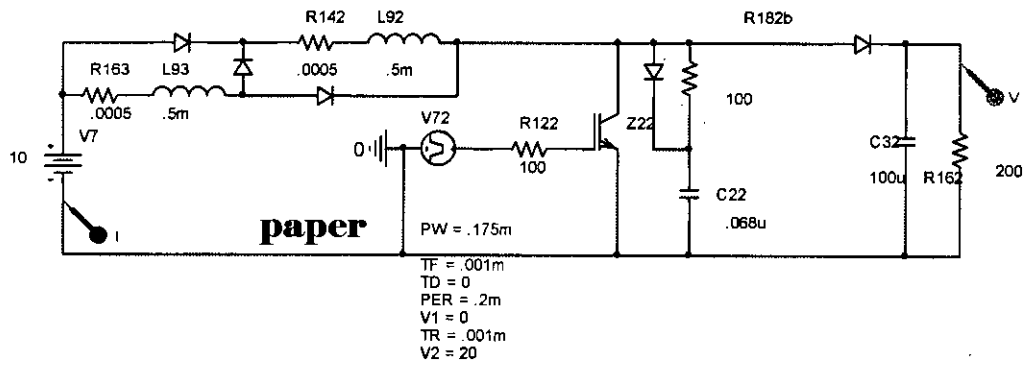 R142 L92 R182b
R163 L93 .0005 .5m
.0005 .5m
100
V7 V72 R122 Z22
10 0 C32
100 100u R162 200
C22
.068u
V
I
paper
PW = .175m
TF = .001m
TD = 0
PER = .2m
V1 = 0
TR = .001m
V2 = 20